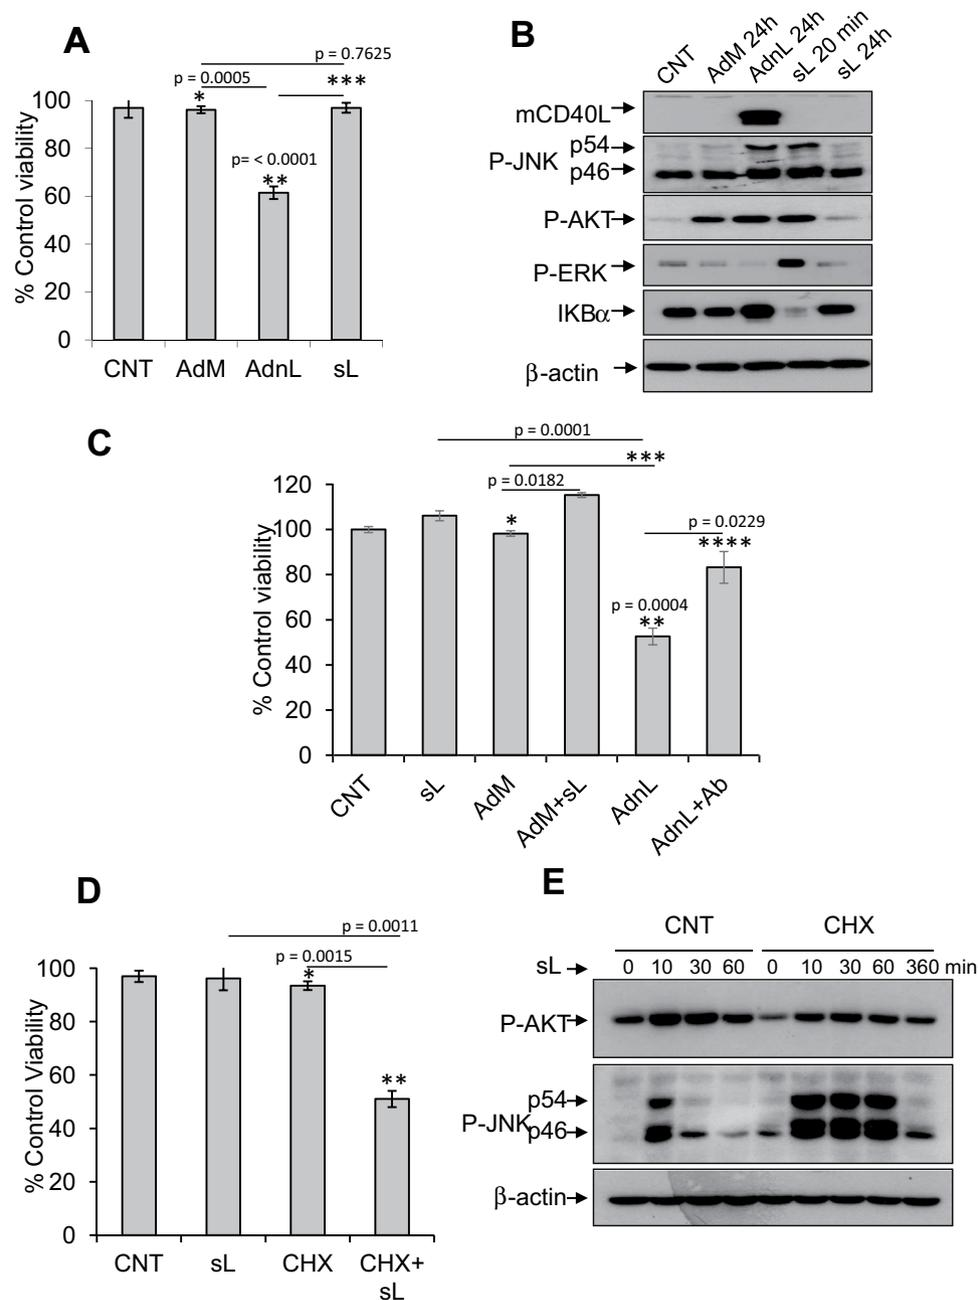 A
p = 0.7625
p = 0.0005
***
*
p= < 0.0001
**
% Control viability
100
80
60
40
20
0
CNT AdM AdnL sL
B
CNT
AdM 24h
AdnL 24h
sL 20 min
sL 24h
mCD40L
P-JNK
p54
p46
P-AKT
P-ERK
IKBα
β-actin
C
p = 0.0001
***
p = 0.0182
*
p = 0.0229
****
p = 0.0004
**
% Control viability
120
100
80
60
40
20
0
CNT
sL
AdM
AdM+sL
AdnL
AdnL+Ab
D
p = 0.0011
p = 0.0015
*
**
% Control Viability
100
80
60
40
20
0
CNT sL CHX CHX+
sL
E
CNT CHX
sL 0 10 30 60 0 10 30 60 360 min
P-AKT
P-JNK
p54
p46
β-actin